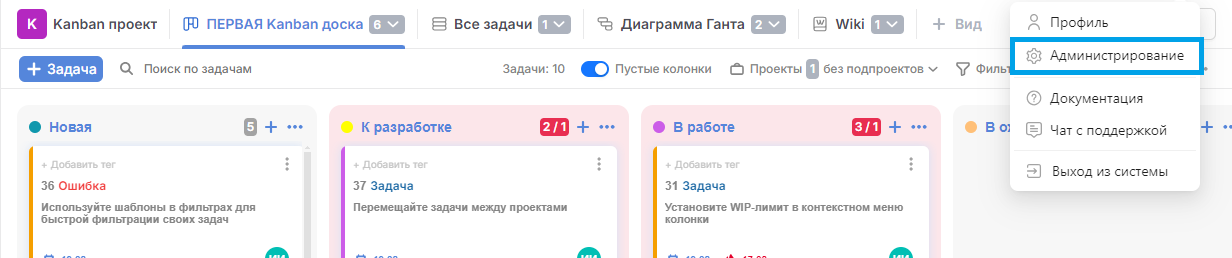 K Kanban проект ПЕРВАЯ Kanban доска 6 Все задачи 1 Диаграмма Ганта 2 Wiki 1 + Вид
Профиль
Администрирование
Документация
Чат с поддержкой
Выход из системы
+ Задача Поиск по задачам Задачи: 10 Пустые колонки Проекты 1 без подпроектов
Новая 5 + •••
+ Добавить тег
36 Ошибка
Используйте шаблоны в фильтрах для
быстрой фильтрации своих задач
К разработке 2 / 1 + •••
+ Добавить тег
37 Задача
Перемещайте задачи между проектами
В работе 3 / 1 + •••
+ Добавить тег
31 Задача
Установите WIP-лимит в контекстном меню
колонки